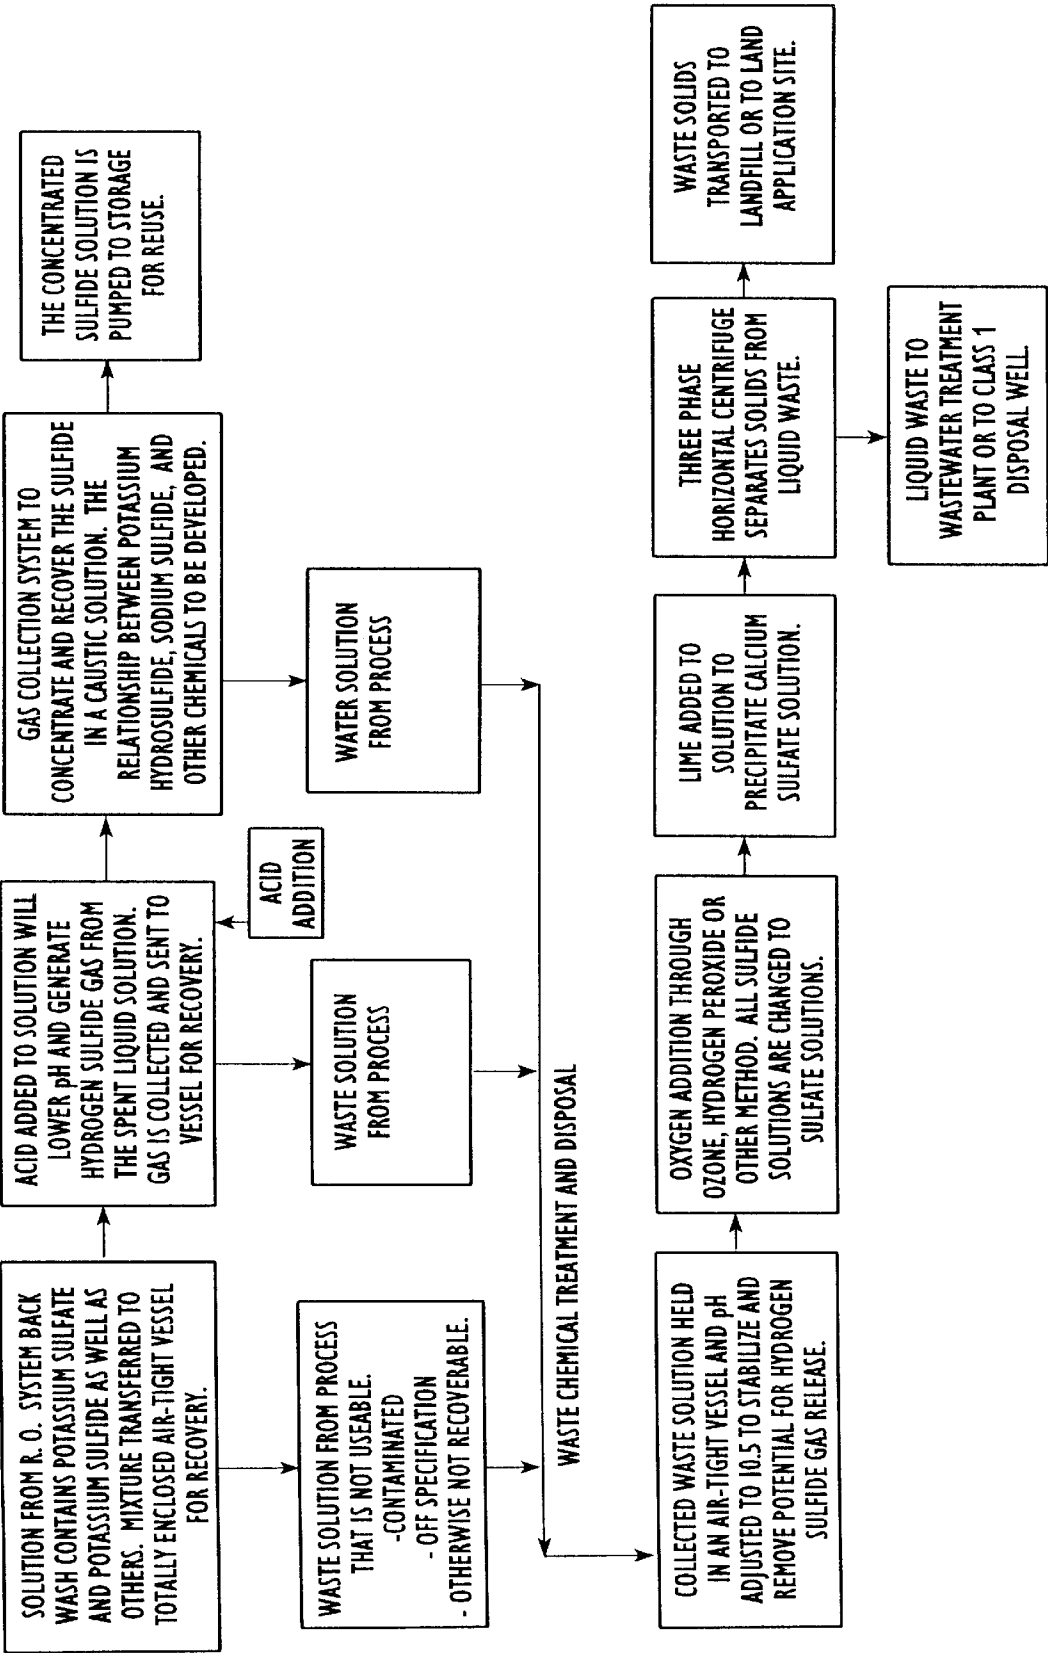 SOLUTION FROM R. O. SYSTEM BACK
WASH CONTAINS POTASSIUM SULFATE
AND POTASSIUM SULFIDE AS WELL AS
OTHERS. MIXTURE TRANSFERRED TO
TOTALLY ENCLOSED AIR-TIGHT VESSEL
FOR RECOVERY.
ACID ADDED TO SOLUTION WILL
LOWER pH AND GENERATE
HYDROGEN SULFIDE GAS FROM
THE SPENT LIQUID SOLUTION.
GAS IS COLLECTED AND SENT TO
VESSEL FOR RECOVERY.
GAS COLLECTION SYSTEM TO
CONCENTRATE AND RECOVER THE SULFIDE
IN A CAUSTIC SOLUTION. THE
RELATIONSHIP BETWEEN POTASSIUM
HYDROSULFIDE, SODIUM SULFIDE, AND
OTHER CHEMICALS TO BE DEVELOPED.
THE CONCENTRATED
SULFIDE SOLUTION IS
PUMPED TO STORAGE
FOR REUSE.
ACID
ADDITION
WASTE SOLUTION FROM PROCESS
THAT IS NOT USEABLE.
-CONTAMINATED
- OFF SPECIFICATION
- OTHERWISE NOT RECOVERABLE.
WASTE SOLUTION
FROM PROCESS
WATER SOLUTION
FROM PROCESS
WASTE CHEMICAL TREATMENT AND DISPOSAL
COLLECTED WASTE SOLUTION HELD
IN AN AIR-TIGHT VESSEL AND pH
ADJUSTED TO 10.5 TO STABILIZE AND
REMOVE POTENTIAL FOR HYDROGEN
SULFIDE GAS RELEASE.
OXYGEN ADDITION THROUGH
OZONE, HYDROGEN PEROXIDE OR
OTHER METHOD. ALL SULFIDE
SOLUTIONS ARE CHANGED TO
SULFATE SOLUTIONS.
LIME ADDED TO
SOLUTION TO
PRECIPITATE CALCIUM
SULFATE SOLUTION.
THREE PHASE
HORIZONTAL CENTRIFUGE
SEPARATES SOLIDS FROM
LIQUID WASTE.
WASTE SOLIDS
TRANSPORTED TO
LANDFILL OR TO LAND
APPLICATION SITE.
LIQUID WASTE TO
WASTEWATER TREATMENT
PLANT OR TO CLASS 1
DISPOSAL WELL.